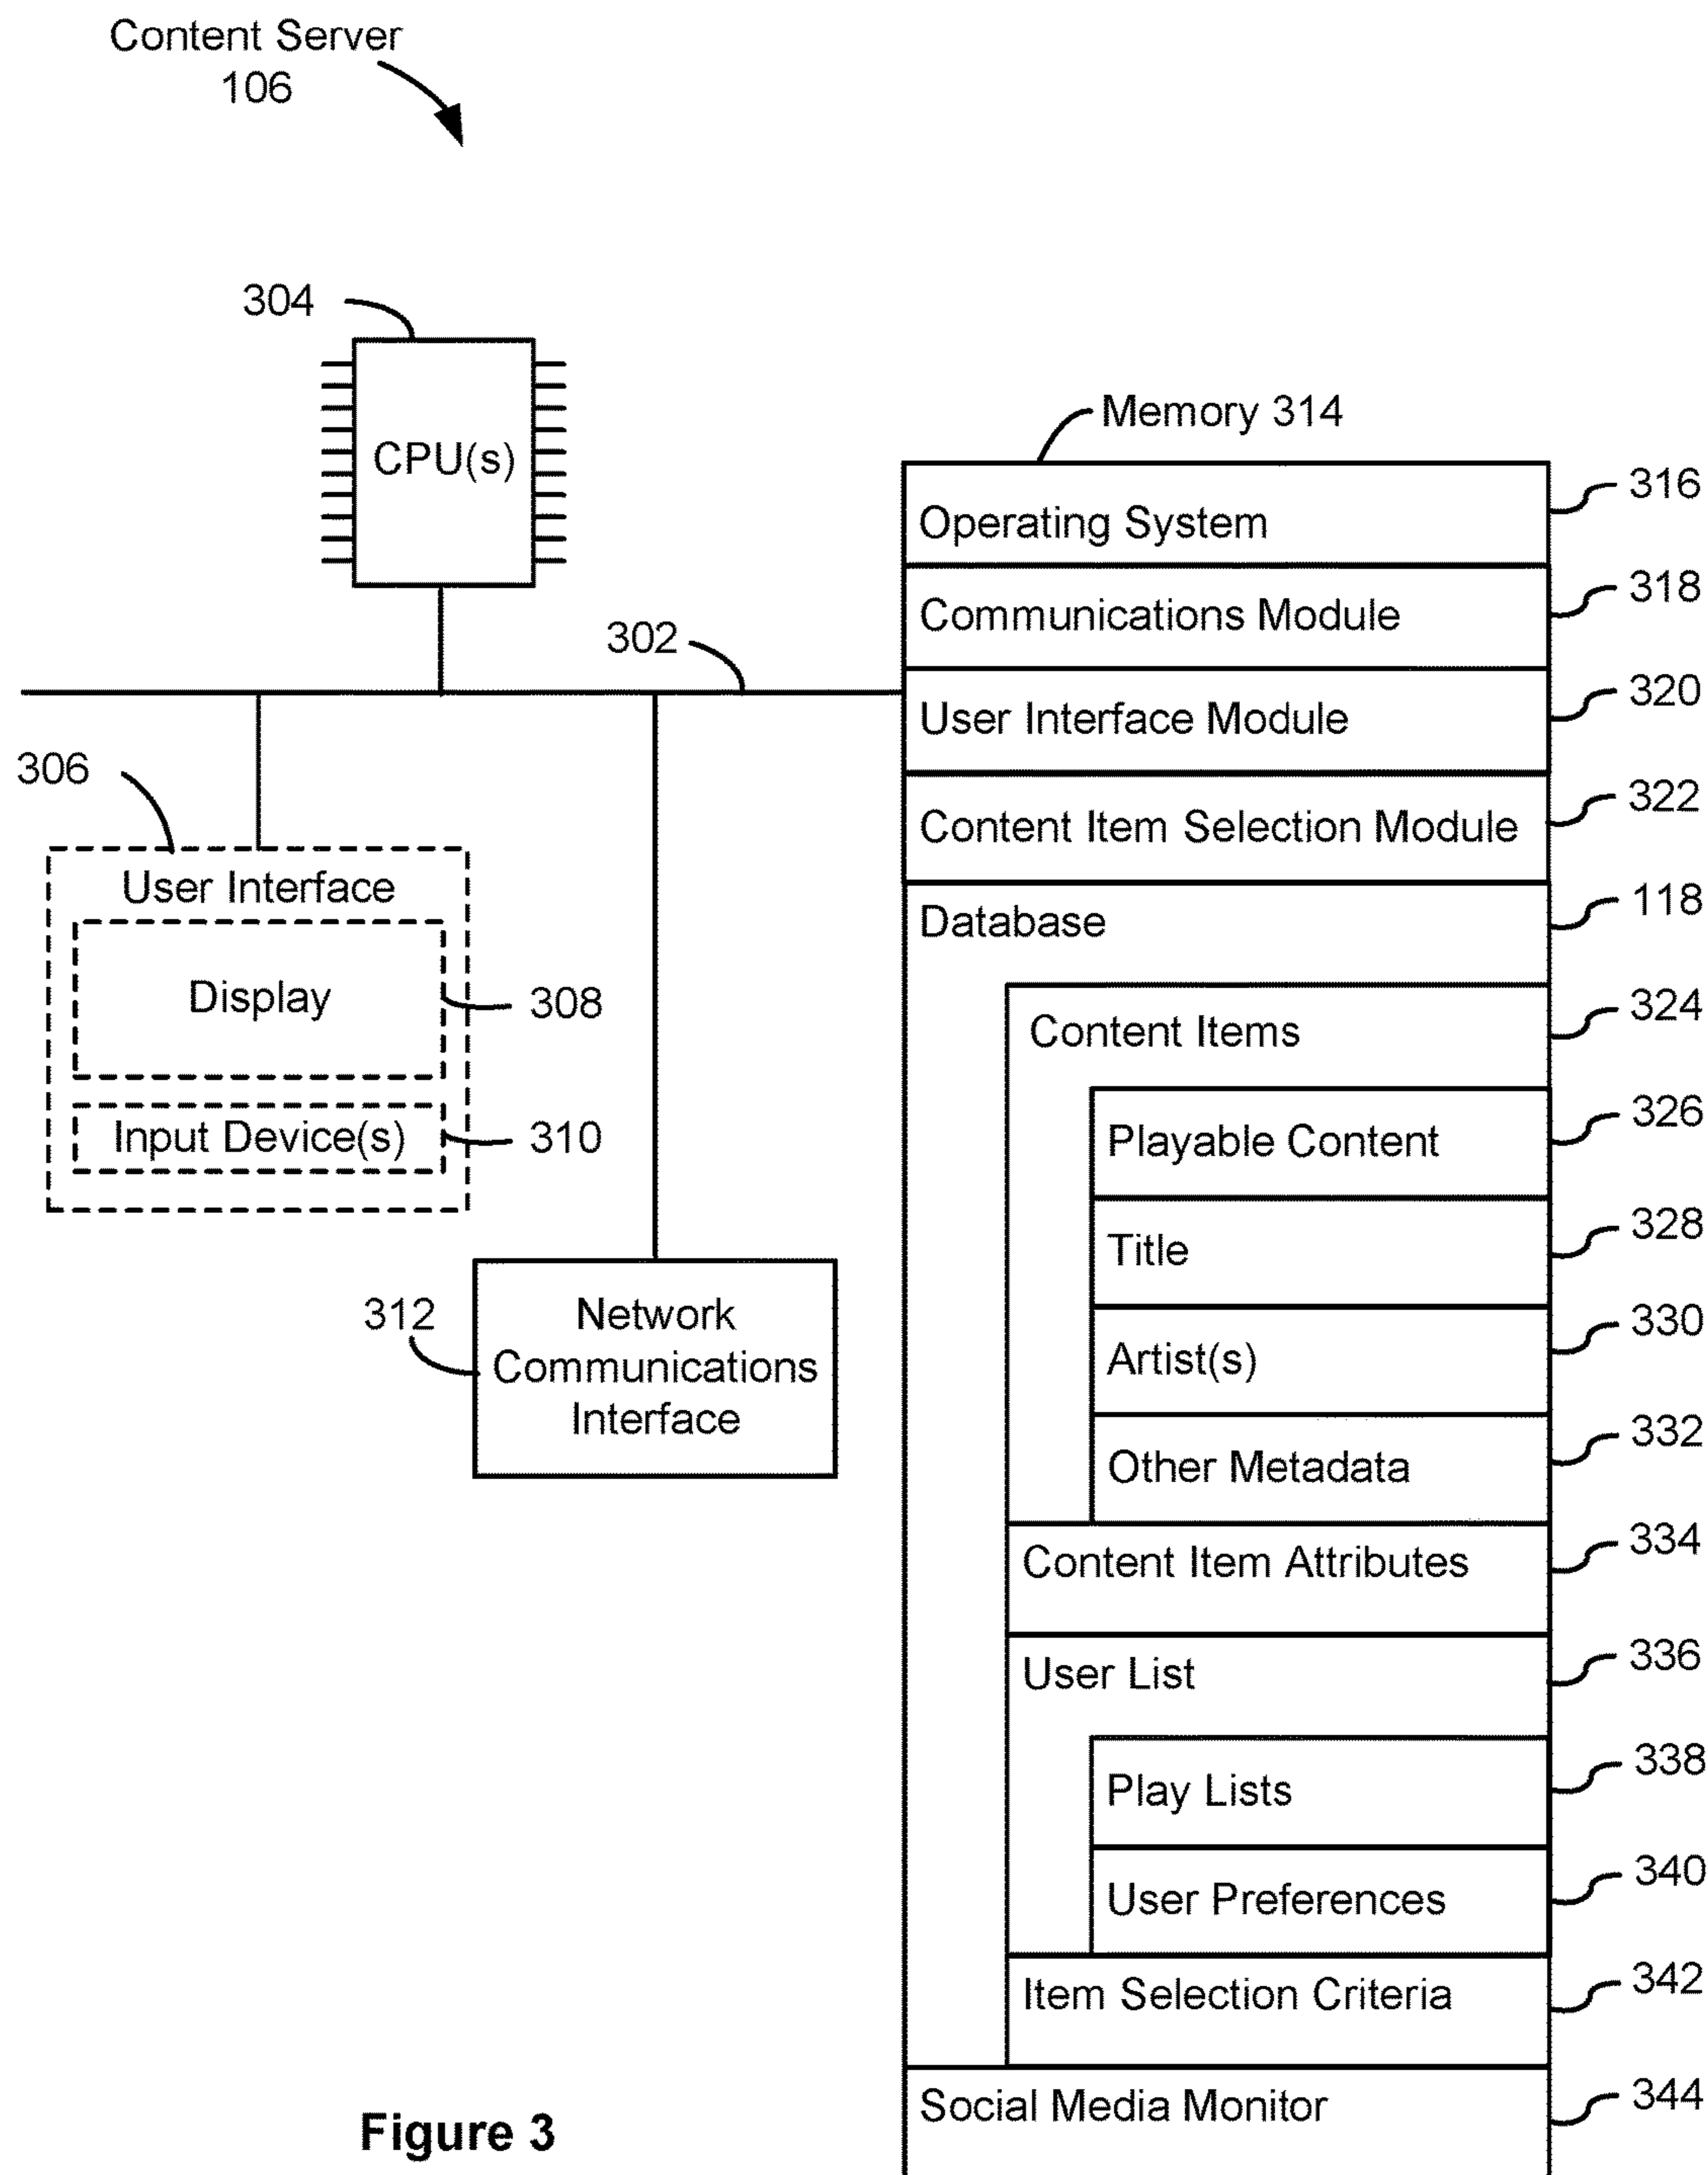 Content Server
106
304
CPU(s)
302
306
User Interface
Display
308
Input Device(s)
310
312
Network
Communications
Interface
Memory 314
Operating System
316
Communications Module
318
User Interface Module
320
Content Item Selection Module
322
Database
118
Content Items
324
Playable Content
326
Title
328
Artist(s)
330
Other Metadata
332
Content Item Attributes
334
User List
336
Play Lists
338
User Preferences
340
Item Selection Criteria
342
Social Media Monitor
344
Figure 3